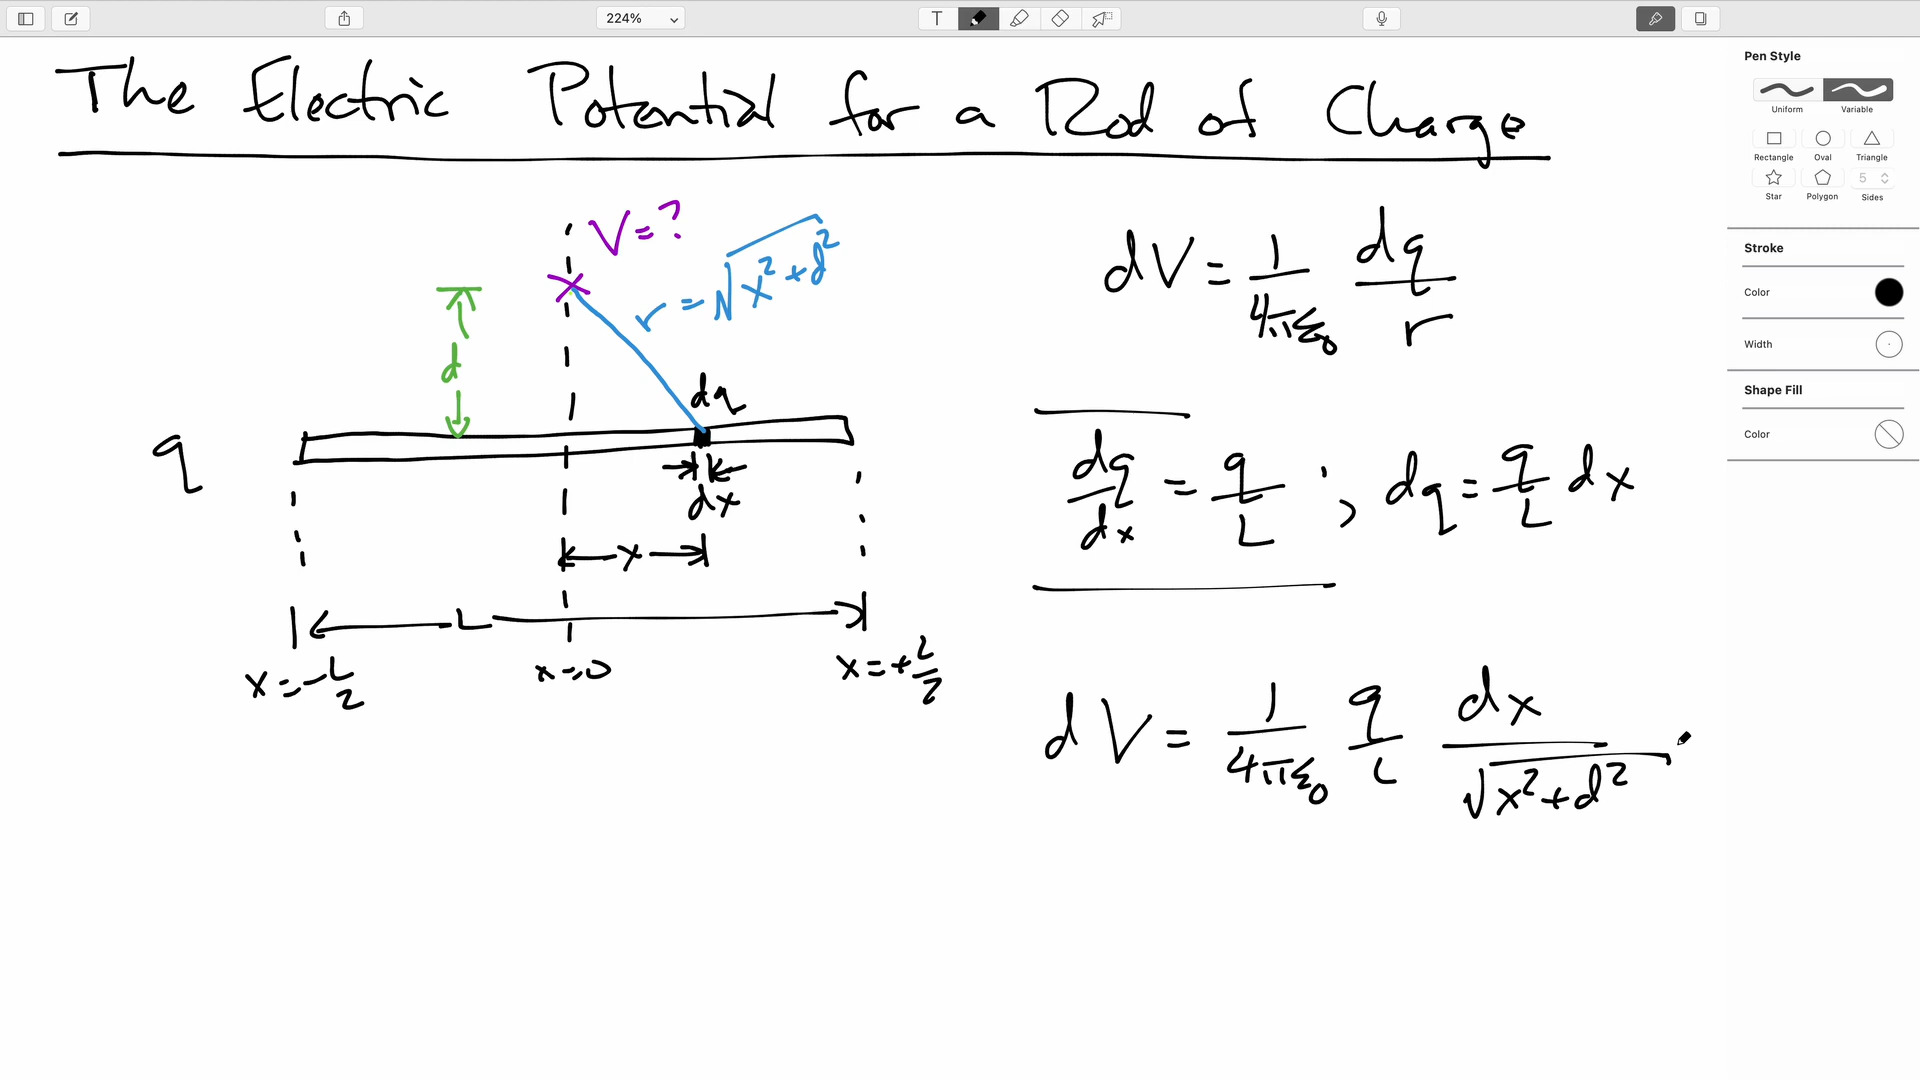 224%
T
The Electric Potential for a Rod of Charge
Pen Style
Uniform
Variable
Rectangle
Oval
Triangle
Star
Polygon
5
Sides
Stroke
Color
Width
Shape Fill
Color
V=?
r = √x²+d²
d
dq
q
dx
x
L
x=-L/2
x=0
x=+L/2
dV = 1/4πε₀ dq/r
dq/dx = q/L ; dq = q/L dx
dV = 1/4πε₀ q/L dx/√x²+d²